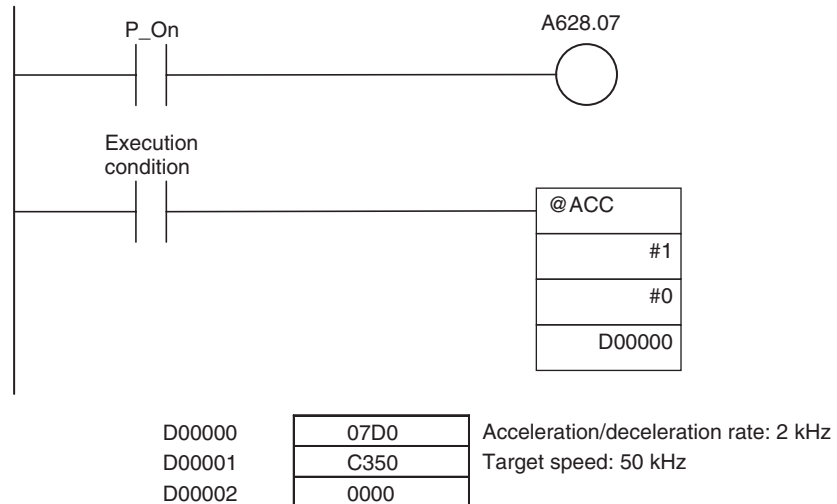 P_On
A628.07
Execution
condition
@ACC
#1
#0
D00000
D00000 07D0 Acceleration/deceleration rate: 2 kHz
D00001 C350 Target speed: 50 kHz
D00002 0000